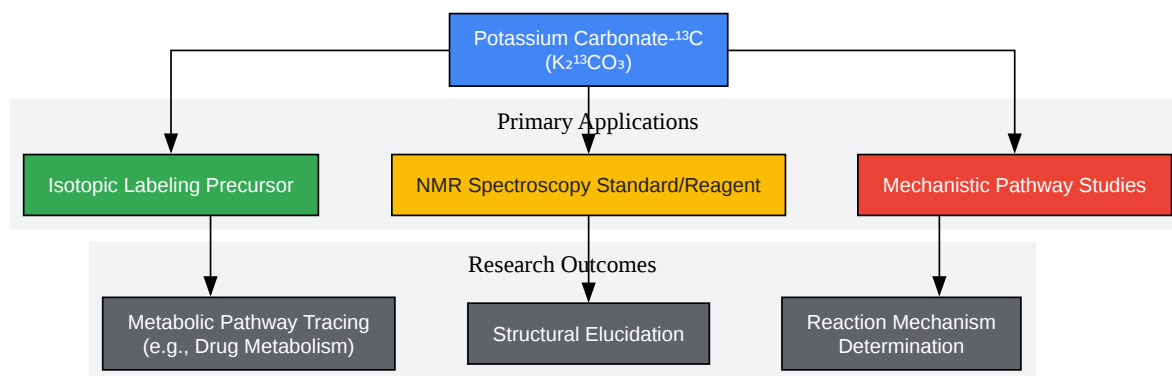 Potassium Carbonate-¹³C
(K₂¹³CO₃)
Primary Applications
Isotopic Labeling Precursor
NMR Spectroscopy Standard/Reagent
Mechanistic Pathway Studies
Research Outcomes
Metabolic Pathway Tracing
(e.g., Drug Metabolism)
Structural Elucidation
Reaction Mechanism
Determination